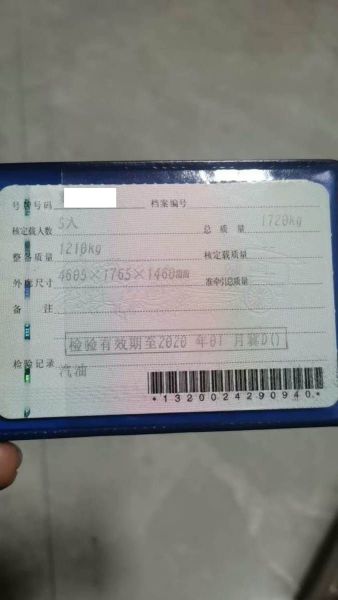 号牌号码 档案编号
核定载人数 5人 总质量 1720kg
整备质量 1210kg 核定载质量
外廓尺寸 4605×1765×1460mm 准牵引总质量
备注
检验有效期至2020 年01 月冀D()
检验记录 汽油
*1320024290940*